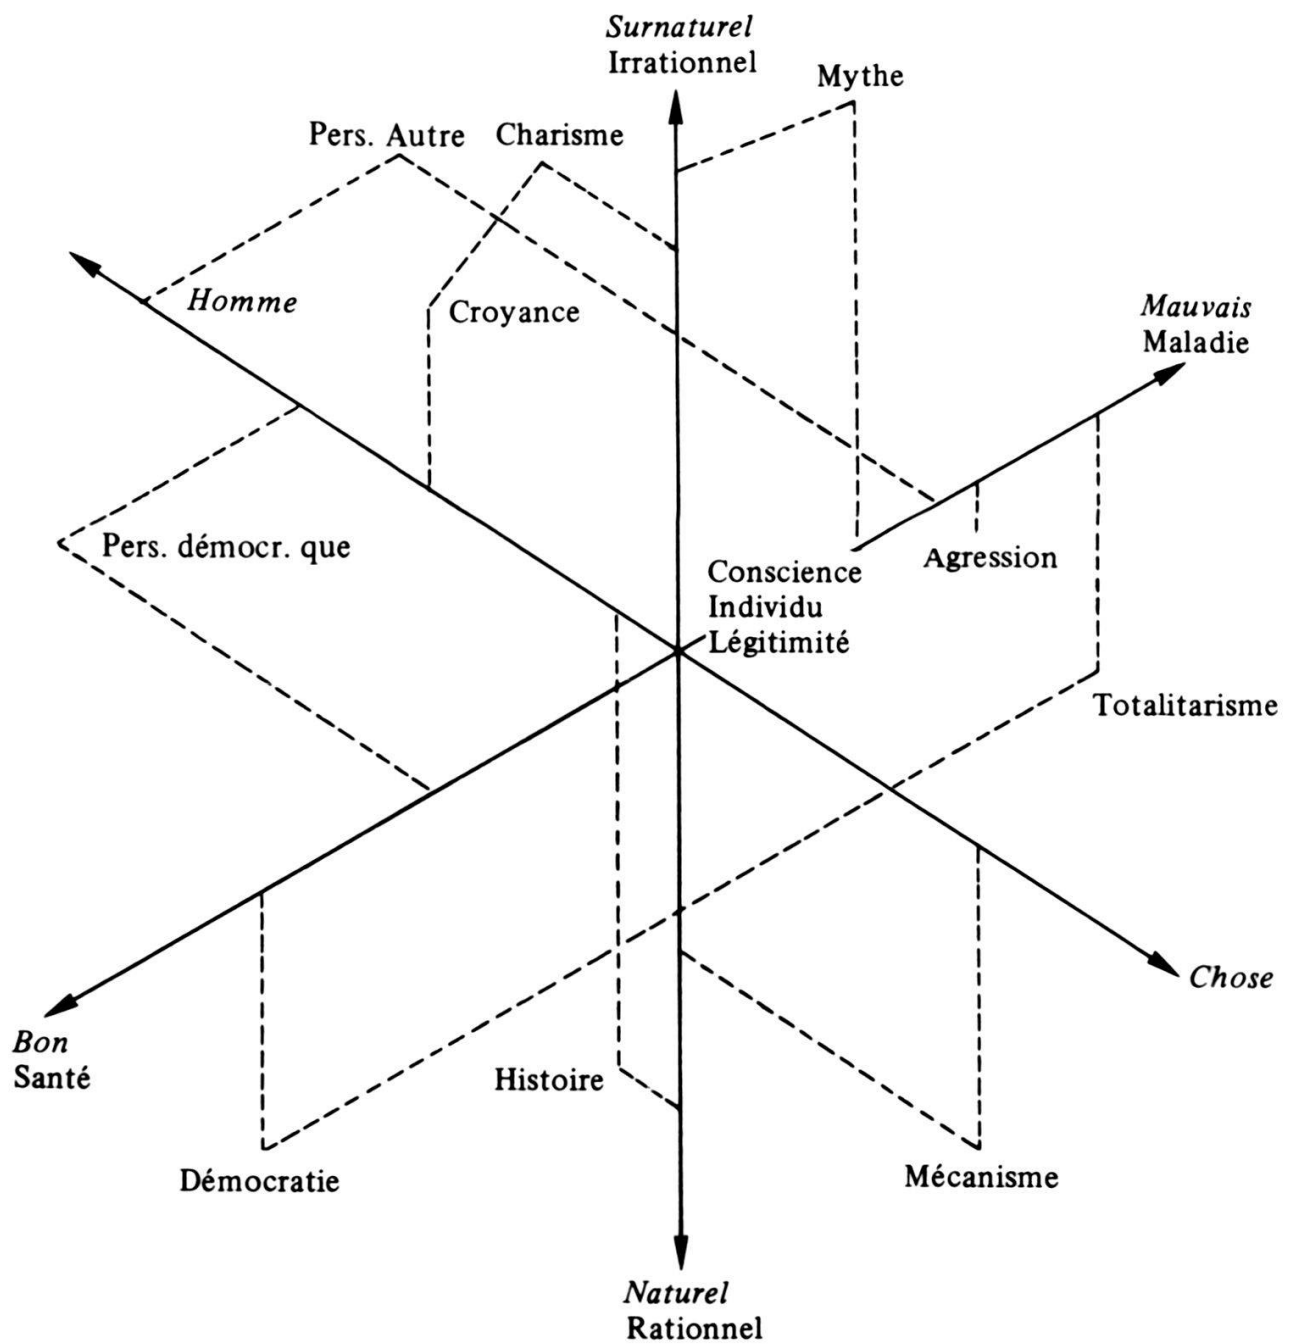 Surnaturel
Irrationnel
Mythe
Pers. Autre
Charisme
Homme
Croyance
Mauvais
Maladie
Pers. démocr. que
Agression
Conscience
Individu
Légitimité
Totalitarisme
Chose
Bon
Santé
Histoire
Démocratie
Mécanisme
Naturel
Rationnel